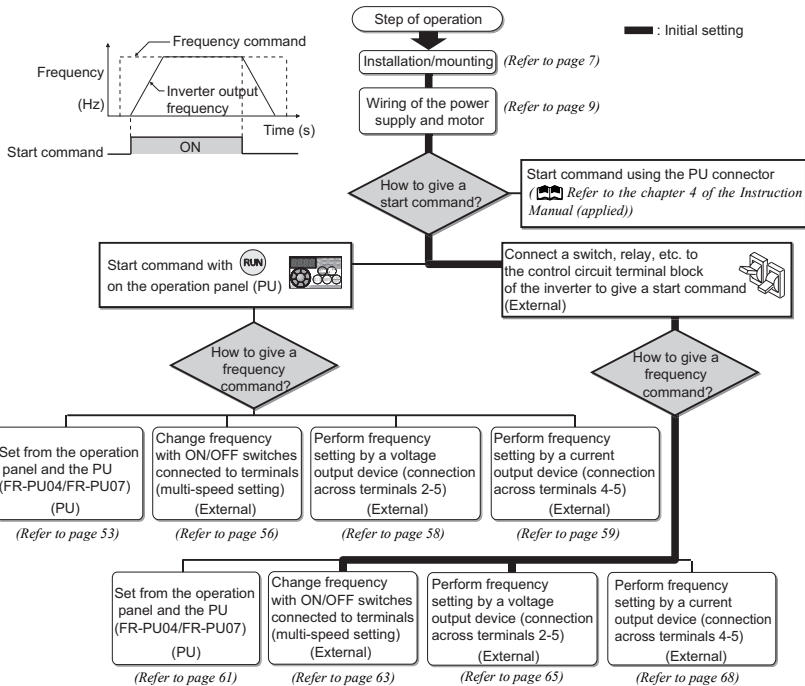 Step of operation
: Initial setting
Frequency command
Frequency
(Hz)
Inverter output
frequency
Time (s)
Start command
ON
Installation/mounting
(Refer to page 7)
Wiring of the power
supply and motor
(Refer to page 9)
How to give a
start command?
Start command using the PU connector
( Refer to the chapter 4 of the Instruction
Manual (applied))
Start command with RUN
on the operation panel (PU)
Connect a switch, relay, etc. to
the control circuit terminal block
of the inverter to give a start command
(External)
How to give a
frequency
command?
How to give a
frequency
command?
Set from the operation
panel and the PU
(FR-PU04/FR-PU07)
(PU)
(Refer to page 53)
Change frequency
with ON/OFF switches
connected to terminals
(multi-speed setting)
(External)
(Refer to page 56)
Perform frequency
setting by a voltage
output device (connection
across terminals 2-5)
(External)
(Refer to page 58)
Perform frequency
setting by a current
output device (connection
across terminals 4-5)
(External)
(Refer to page 59)
Set from the operation
panel and the PU
(FR-PU04/FR-PU07)
(PU)
(Refer to page 61)
Change frequency
with ON/OFF switches
connected to terminals
(multi-speed setting)
(External)
(Refer to page 63)
Perform frequency
setting by a voltage
output device (connection
across terminals 2-5)
(External)
(Refer to page 65)
Perform frequency
setting by a current
output device (connection
across terminals 4-5)
(External)
(Refer to page 68)